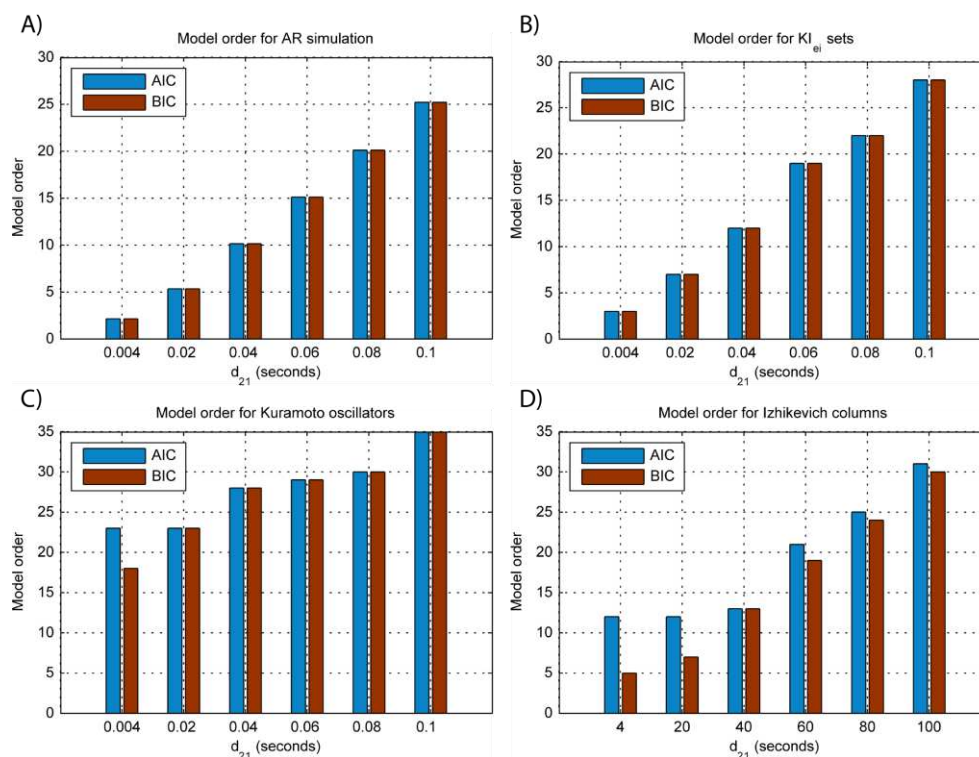 A)
Model order for AR simulation
AIC
BIC
Model order
30
25
20
15
10
5
0
0.004 0.02 0.04 0.06 0.08 0.1
d21 (seconds)
B)
Model order for KIei sets
AIC
BIC
Model order
30
25
20
15
10
5
0
0.004 0.02 0.04 0.06 0.08 0.1
d21 (seconds)
C)
Model order for Kuramoto oscillators
AIC
BIC
Model order
35
30
25
20
15
10
5
0
0.004 0.02 0.04 0.06 0.08 0.1
d21 (seconds)
D)
Model order for Izhikevich columns
AIC
BIC
Model order
35
30
25
20
15
10
5
0
4 20 40 60 80 100
d21 (seconds)